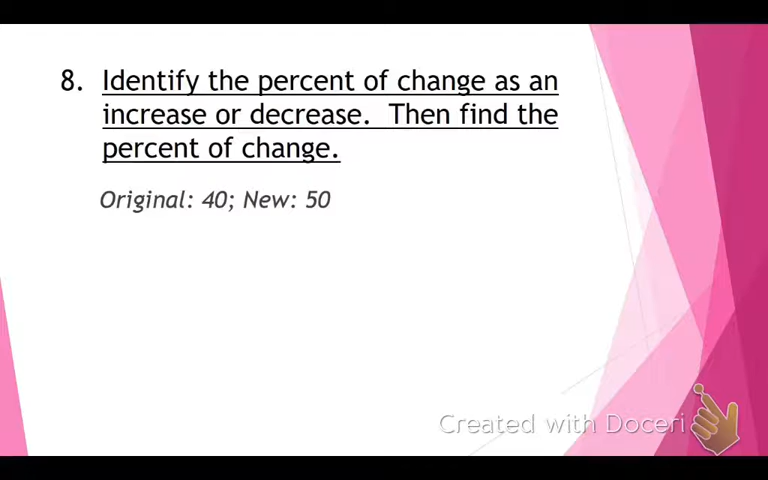 8. Identify the percent of change as an
increase or decrease. Then find the
percent of change.
Original: 40; New: 50
Created with Doceri